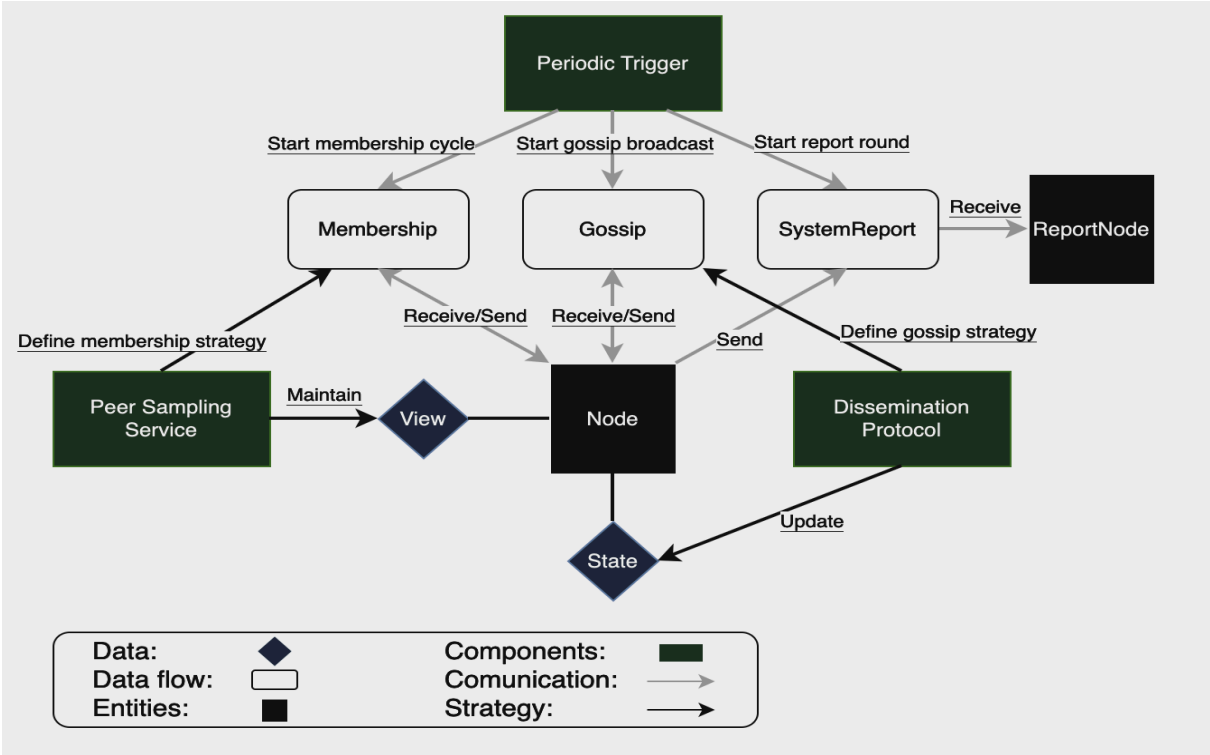 Periodic Trigger
Start membership cycle
Start gossip broadcast
Start report round
Membership
Gossip
SystemReport
Receive
ReportNode
Receive/Send
Receive/Send
Send
Define membership strategy
Define gossip strategy
Peer Sampling
Service
Maintain
View
Node
Dissemination
Protocol
Update
State
Data:
Components:
Data flow:
Comunication:
Entities:
Strategy: